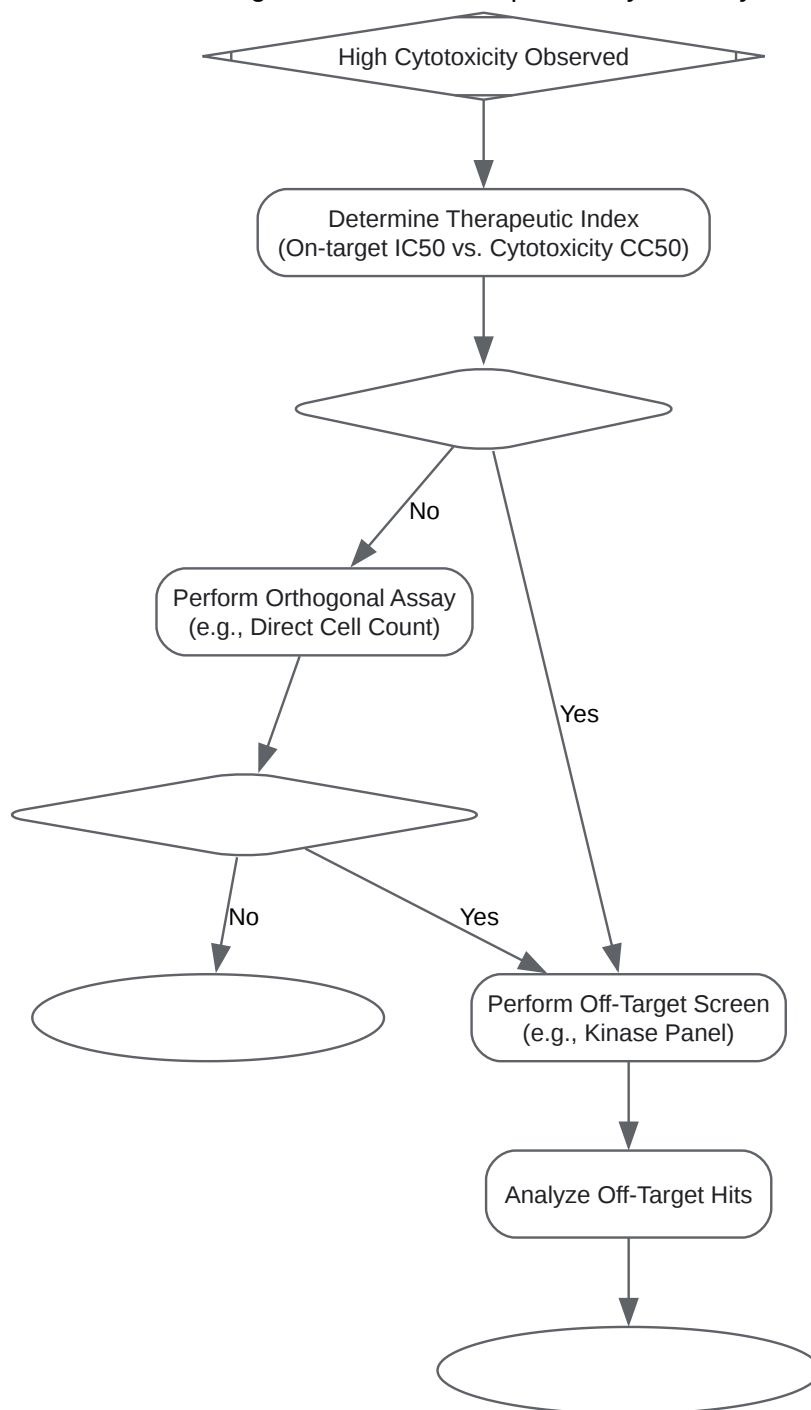 High Cytotoxicity Observed
Determine Therapeutic Index
(On-target IC50 vs. Cytotoxicity CC50)
No
Perform Orthogonal Assay
(e.g., Direct Cell Count)
Yes
No
Yes
Perform Off-Target Screen
(e.g., Kinase Panel)
Analyze Off-Target Hits